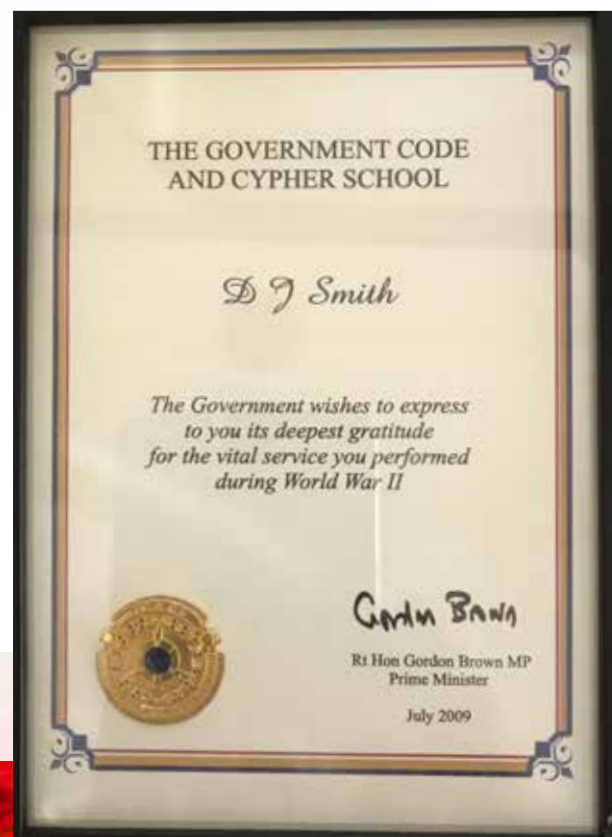 THE GOVERNMENT CODE
AND CYPHER SCHOOL
D J Smith
The Government wishes to express
to you its deepest gratitude
for the vital service you performed
during World War II
Gordon Brown
Rt Hon Gordon Brown MP
Prime Minister
July 2009